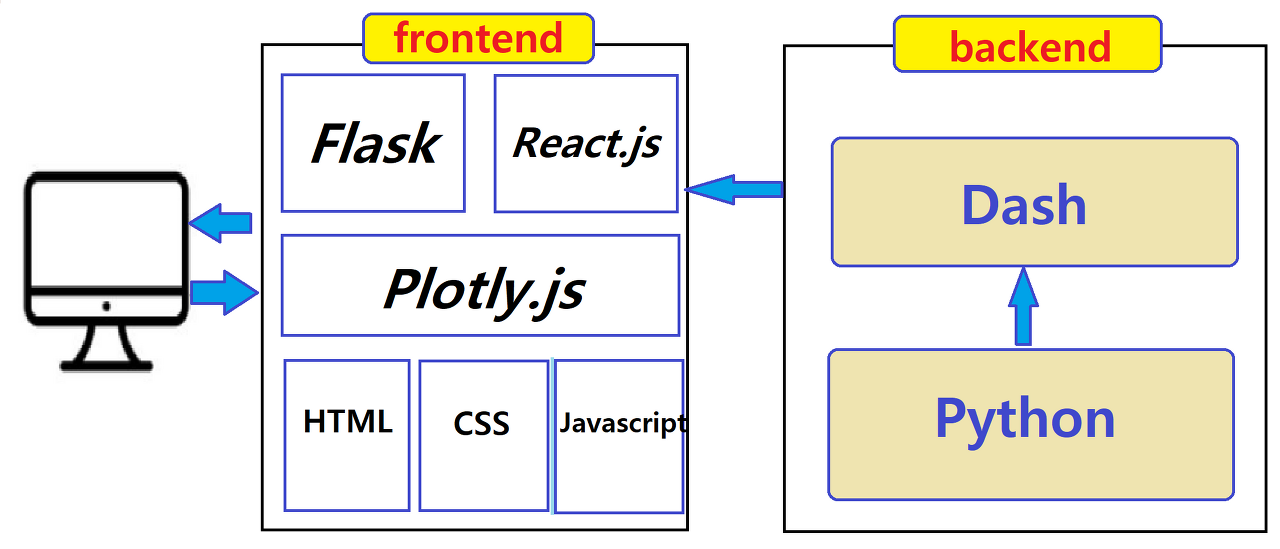 frontend
Flask
React.js
Plotly.js
HTML
CSS
Javascript
backend
Dash
Python